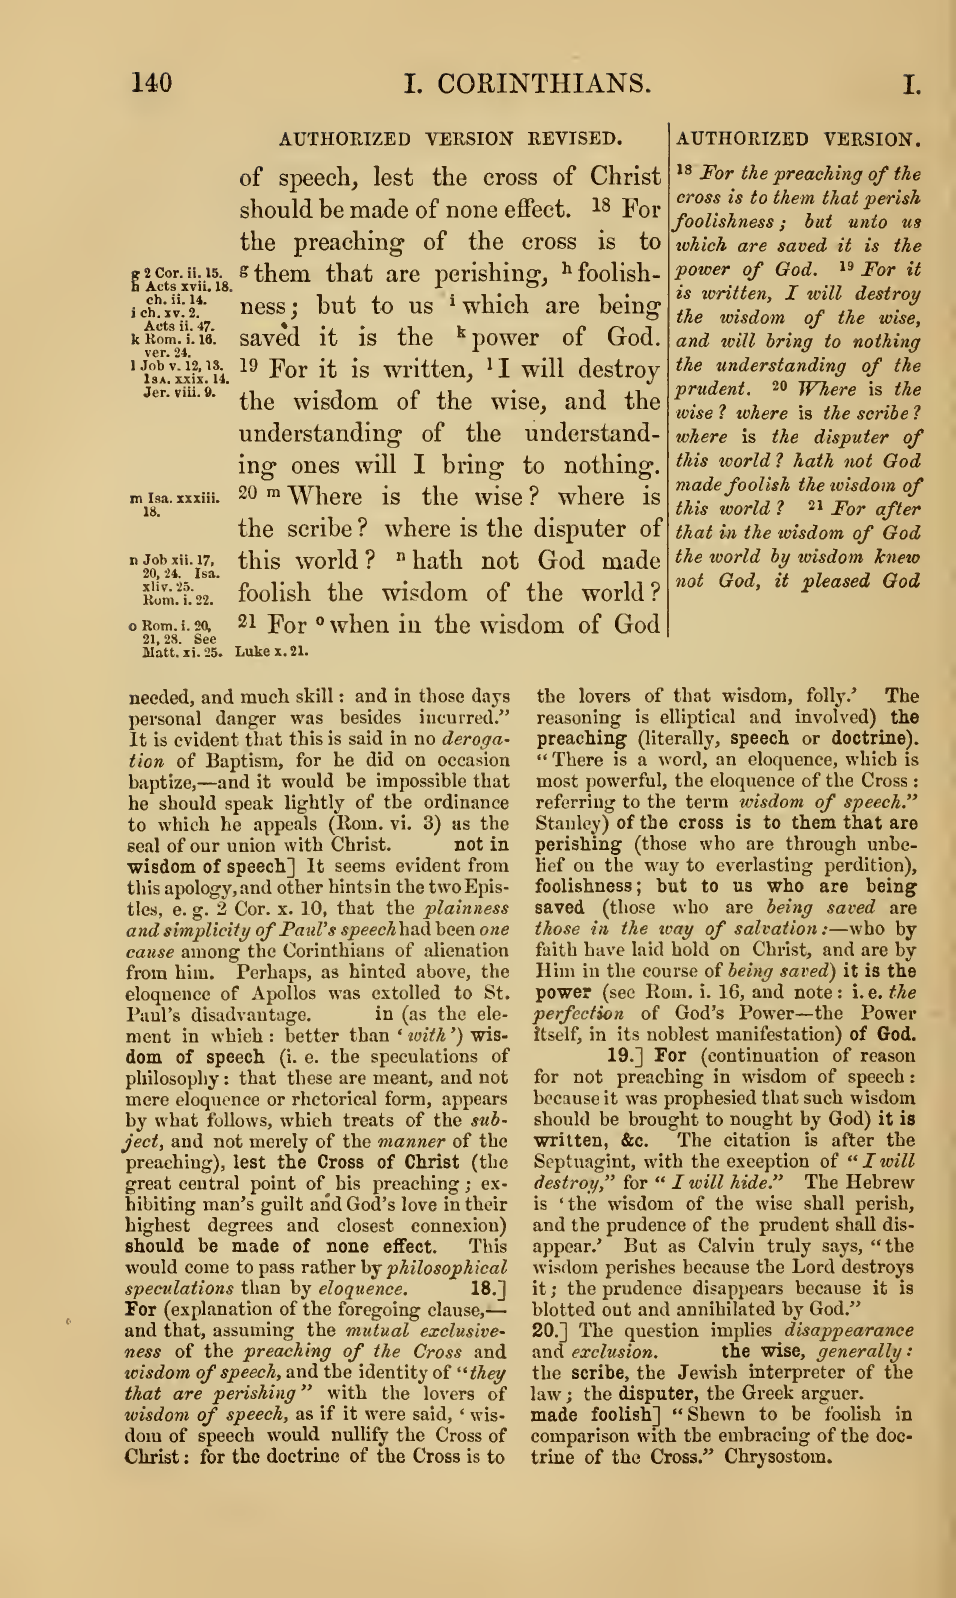 140
I. CORINTHIANS.
I.
AUTHORIZED VERSION REVISED.
of speech, lest the cross of Christ
should be made of none effect. 18 For
the preaching of the cross is to
g them that are perishing, h foolish-
ness; but to us i which are being
saved it is the k power of God.
19 For it is written, l I will destroy
the wisdom of the wise, and the
understanding of the understand-
ing ones will I bring to nothing.
20 m Where is the wise? where is
the scribe? where is the disputer of
this world? n hath not God made
foolish the wisdom of the world?
21 For o when in the wisdom of God
g 2 Cor. ii. 15.
h Acts xvii. 18.
ch. ii. 14.
i ch. xv. 2.
Acts ii. 47.
k Rom. i. 16.
ver. 24.
l Job v. 12, 13.
ISA. xxix. 14.
Jer. viii. 9.
m Isa. xxxiii.
18.
n Job xii. 17,
20, 24. Isa.
xliv. 25.
Rom. i. 22.
o Rom. i. 20,
21, 28. See
Matt. xi. 25. Luke x. 21.
AUTHORIZED VERSION.
18 For the preaching of the
cross is to them that perish
foolishness; but unto us
which are saved it is the
power of God. 19 For it
is written, I will destroy
the wisdom of the wise,
and will bring to nothing
the understanding of the
prudent. 20 Where is the
wise? where is the scribe?
where is the disputer of
this world? hath not God
made foolish the wisdom of
this world? 21 For after
that in the wisdom of God
the world by wisdom knew
not God, it pleased God
needed, and much skill: and in those days
personal danger was besides incurred.”
It is evident that this is said in no deroga-
tion of Baptism, for he did on occasion
baptize,—and it would be impossible that
he should speak lightly of the ordinance
to which he appeals (Rom. vi. 3) as the
seal of our union with Christ. not in
wisdom of speech] It seems evident from
this apology, and other hints in the two Epis-
tles, e. g. 2 Cor. x. 10, that the plainness
and simplicity of Paul's speech had been one
cause among the Corinthians of alienation
from him. Perhaps, as hinted above, the
eloquence of Apollos was extolled to St.
Paul's disadvantage. in (as the ele-
ment in which: better than ‘with’) wis-
dom of speech (i. e. the speculations of
philosophy: that these are meant, and not
mere eloquence or rhetorical form, appears
by what follows, which treats of the sub-
ject, and not merely of the manner of the
preaching), lest the Cross of Christ (the
great central point of his preaching; ex-
hibiting man's guilt and God's love in their
highest degrees and closest connexion)
should be made of none effect. This
would come to pass rather by philosophical
speculations than by eloquence. 18.]
For (explanation of the foregoing clause,—
and that, assuming the mutual exclusive-
ness of the preaching of the Cross and
wisdom of speech, and the identity of “they
that are perishing” with the lovers of
wisdom of speech, as if it were said, ‘wis-
dom of speech would nullify the Cross of
Christ: for the doctrine of the Cross is to
the lovers of that wisdom, folly.’ The
reasoning is elliptical and involved) the
preaching (literally, speech or doctrine).
“There is a word, an eloquence, which is
most powerful, the eloquence of the Cross:
referring to the term wisdom of speech.”
Stanley) of the cross is to them that are
perishing (those who are through unbe-
lief on the way to everlasting perdition),
foolishness; but to us who are being
saved (those who are being saved are
those in the way of salvation:—who by
faith have laid hold on Christ, and are by
Him in the course of being saved) it is the
power (see Rom. i. 16, and note: i. e. the
perfection of God's Power—the Power
itself, in its noblest manifestation) of God.
19.] For (continuation of reason
for not preaching in wisdom of speech:
because it was prophesied that such wisdom
should be brought to nought by God) it is
written, &c. The citation is after the
Septuagint, with the exception of “I will
destroy,” for “I will hide.” The Hebrew
is ‘the wisdom of the wise shall perish,
and the prudence of the prudent shall dis-
appear.’ But as Calvin truly says, “the
wisdom perishes because the Lord destroys
it; the prudence disappears because it is
blotted out and annihilated by God.”
20.] The question implies disappearance
and exclusion. the wise, generally:
the scribe, the Jewish interpreter of the
law; the disputer, the Greek arguer.
made foolish] “Shewn to be foolish in
comparison with the embracing of the doc-
trine of the Cross.” Chrysostom.